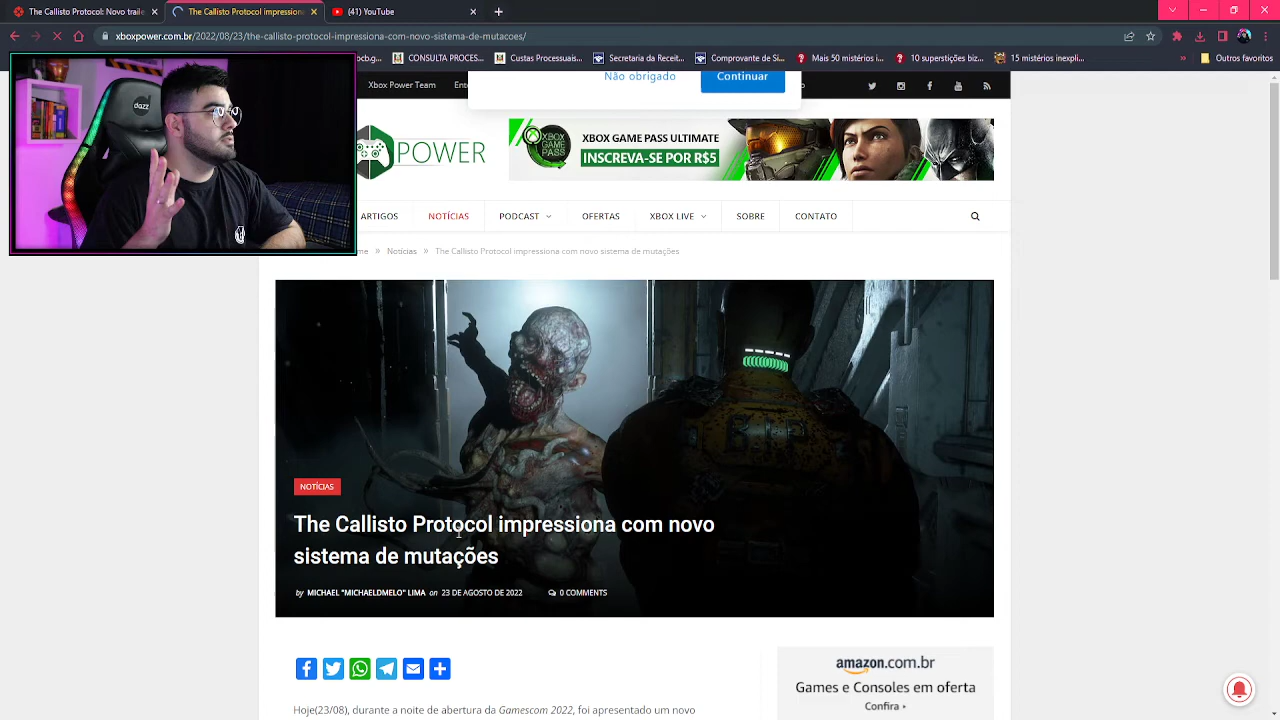 The Callisto Protocol: Novo traile
The Callisto Protocol impression
(41) YouTube
xboxpower.com.br/2022/08/23/the-callisto-protocol-impressiona-com-novo-sistema-de-mutacoes/
ocb.g...
CONSULTA PROCES...
Custas Processuais...
Secretaria da Receit...
Comprovante de Si...
Mais 50 mistérios i...
10 superstições biz...
15 mistérios inexpli...
»
Outros favoritos
Não obrigado
Continuar
Xbox Power Team
Contact Us
dazz
POWER
XBOX GAME PASS ULTIMATE
INSCREVA-SE POR R$5
ARTIGOS
NOTÍCIAS
PODCAST
OFERTAS
XBOX LIVE
SOBRE
CONTATO
me » Notícias » The Callisto Protocol impressiona com novo sistema de mutações
NOTÍCIAS
The Callisto Protocol impressiona com novo
sistema de mutações
by MICHAEL "MICHAELDMELO" LIMA on 23 DE AGOSTO DE 2022
0 COMMENTS
amazon.com.br
Games e Consoles em oferta
Confira
Hoje(23/08), durante a noite de abertura da Gamescom 2022, foi apresentado um novo